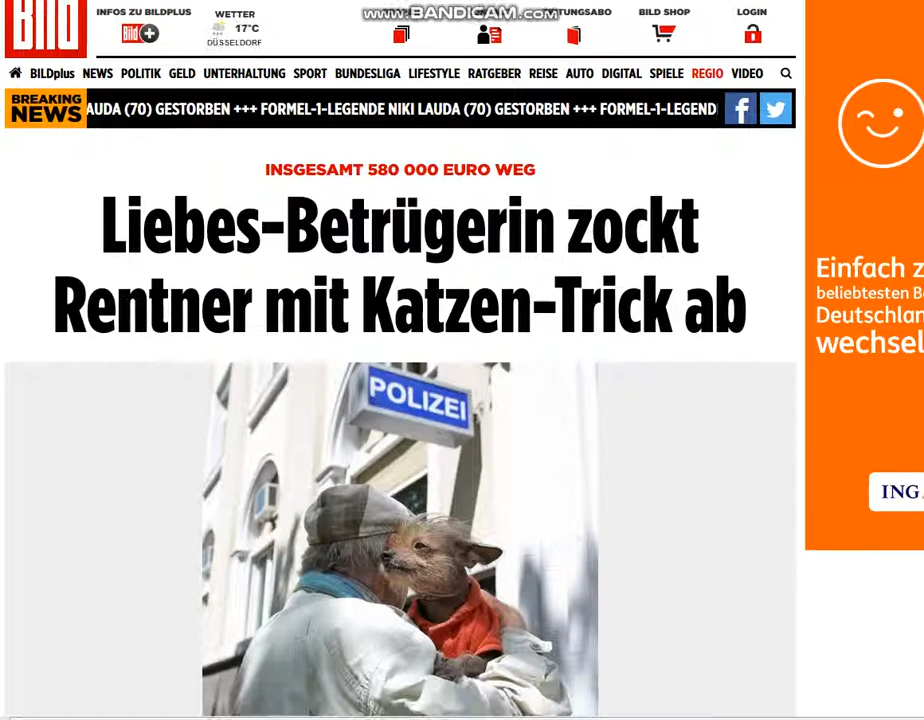 Bild
INFOS ZU BILDPLUS
Bild +
WETTER
17°C
DÜSSELDORF
www.BANDICAM.com
BILD SHOP
LOGIN
BILDplus NEWS POLITIK GELD UNTERHALTUNG SPORT BUNDESLIGA LIFESTYLE RATGEBER REISE AUTO DIGITAL SPIELE REGIO VIDEO
BREAKING
NEWS
AUDA (70) GESTORBEN +++ FORMEL-1-LEGENDE NIKI LAUDA (70) GESTORBEN +++ FORMEL-1-LEGEND
INSGESAMT 580 000 EURO WEG
Liebes-Betrügerin zockt
Rentner mit Katzen-Trick ab
POLIZEI
Einfach z
beliebtesten B
Deutschlan
wechsel
ING